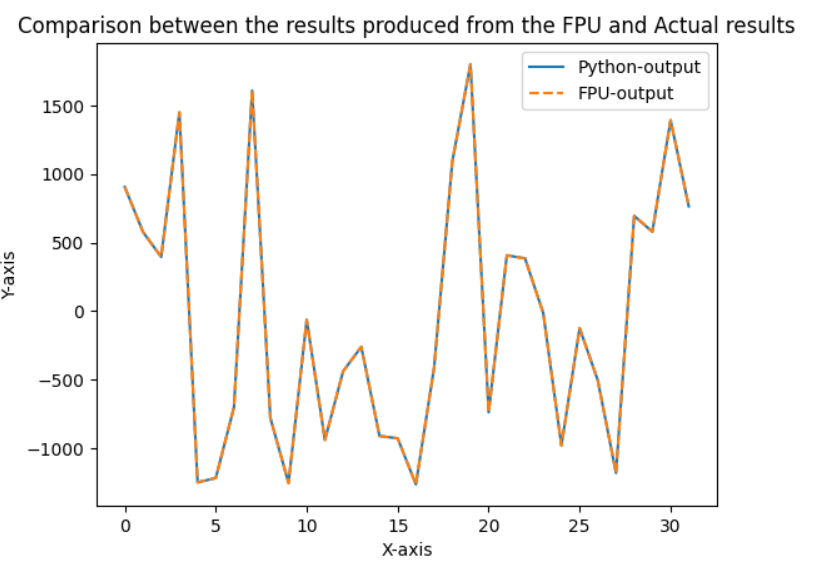 Comparison between the results produced from the FPU and Actual results
Python-output
FPU-output
1500
1000
500
0
−500
−1000
Y-axis
0 5 10 15 20 25 30
X-axis